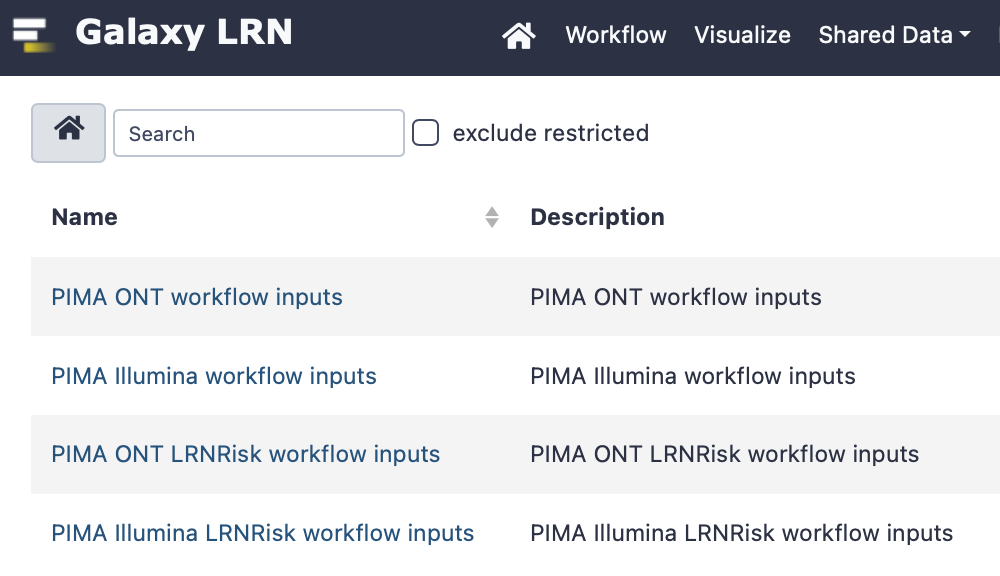 Galaxy LRN Workflow Visualize Shared Data
Search exclude restricted
Name Description
PIMA ONT workflow inputs PIMA ONT workflow inputs
PIMA Illumina workflow inputs PIMA Illumina workflow inputs
PIMA ONT LRNRisk workflow inputs PIMA ONT LRNRisk workflow inputs
PIMA Illumina LRNRisk workflow inputs PIMA Illumina LRNRisk workflow inputs